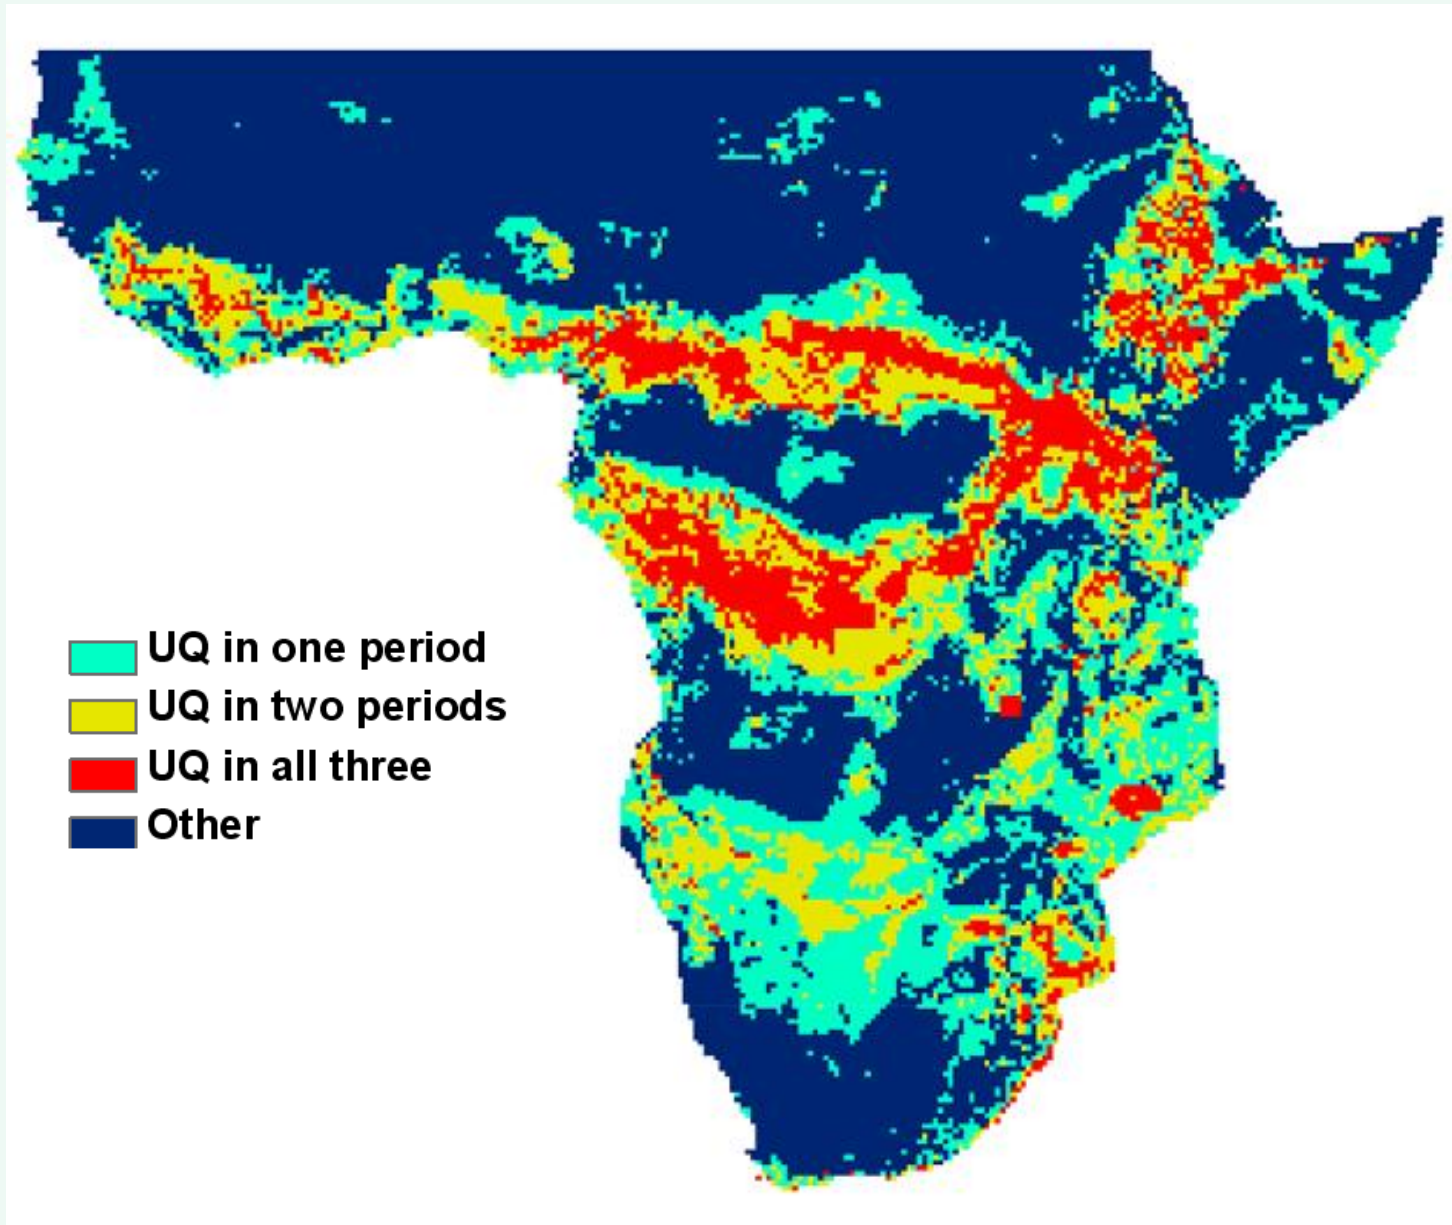 UQ in one period
UQ in two periods
UQ in all three
Other